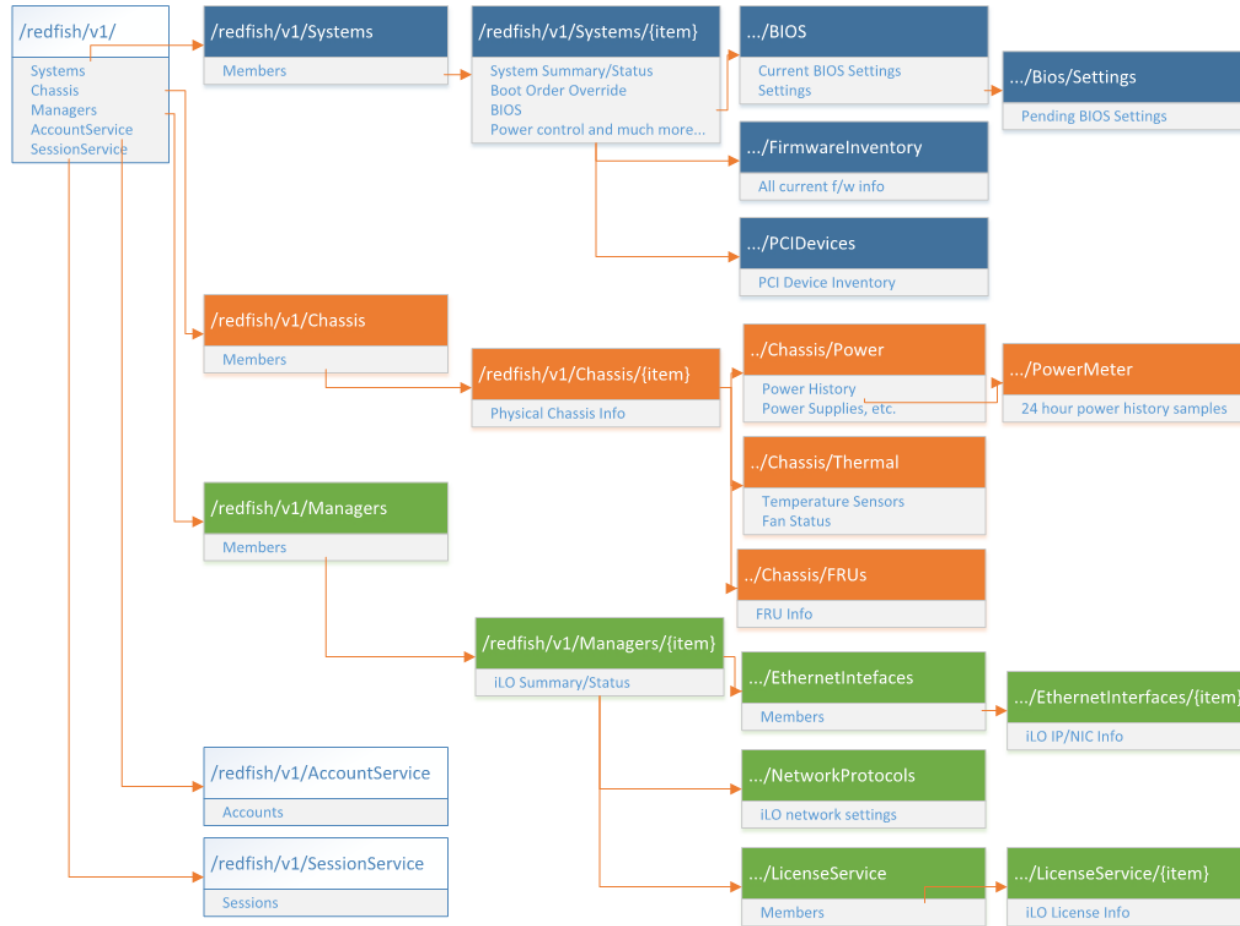 /redfish/v1/
Systems
Chassis
Managers
AccountService
SessionService
/redfish/v1/Systems
Members
/redfish/v1/Systems/{item}
System Summary/Status
Boot Order Override
BIOS
Power control and much more...
.../BIOS
Current BIOS Settings
Settings
.../Bios/Settings
Pending BIOS Settings
.../FirmwareInventory
All current f/w info
.../PCIDevices
PCI Device Inventory
/redfish/v1/Chassis
Members
/redfish/v1/Chassis/{item}
Physical Chassis Info
../Chassis/Power
Power History
Power Supplies, etc.
.../PowerMeter
24 hour power history samples
../Chassis/Thermal
Temperature Sensors
Fan Status
../Chassis/FRUs
FRU Info
/redfish/v1/Managers
Members
/redfish/v1/Managers/{item}
iLO Summary/Status
.../EthernetIntefaces
Members
.../EthernetInterfaces/{item}
iLO IP/NIC Info
.../NetworkProtocols
iLO network settings
.../LicenseService
Members
.../LicenseService/{item}
iLO License Info
/redfish/v1/AccountService
Accounts
/redfish/v1/SessionService
Sessions